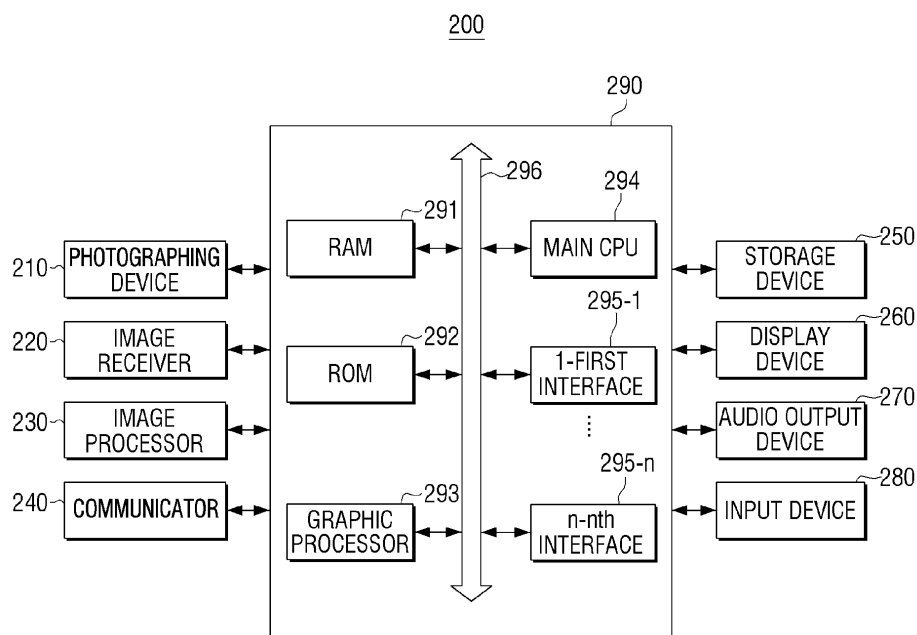 200
290
296
291
RAM
294
MAIN CPU
210
PHOTOGRAPHING
DEVICE
250
STORAGE
DEVICE
220
IMAGE
RECEIVER
292
ROM
295-1
1-FIRST
INTERFACE
260
DISPLAY
DEVICE
230
IMAGE
PROCESSOR
270
AUDIO OUTPUT
DEVICE
240
COMMUNICATOR
293
GRAPHIC
PROCESSOR
295-n
n-nth
INTERFACE
280
INPUT DEVICE